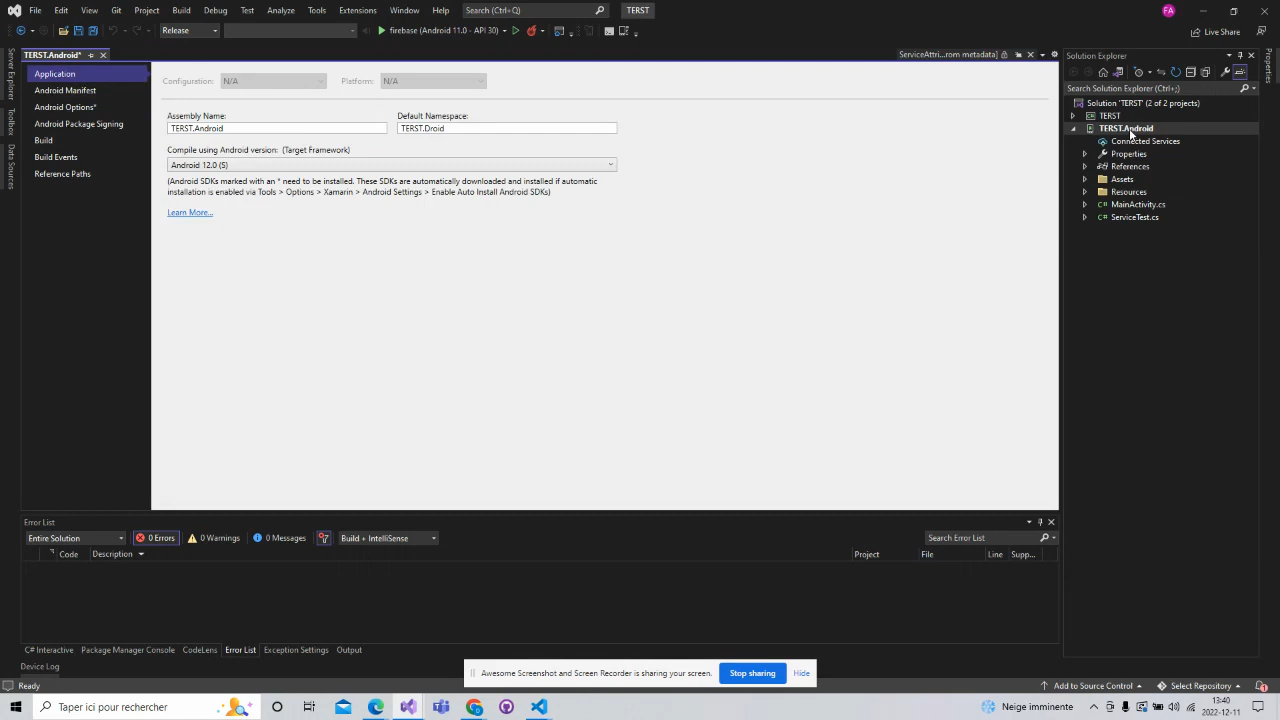 File Edit View Git Project Build Debug Test Analyze Tools Extensions Window Help Search (Ctrl+Q) TERST FA
Release firebase (Android 11.0 - API 30) Live Share
TERST.Android* ServiceAttri...rom metadata]
Server Explorer
Toolbox
Data Sources
Application
Android Manifest
Android Options*
Android Package Signing
Build
Build Events
Reference Paths
Configuration: N/A Platform: N/A
Assembly Name: Default Namespace:
TERST.Android TERST.Droid
Compile using Android version: (Target Framework)
Android 12.0 (S)
(Android SDKs marked with an * need to be installed. These SDKs are automatically downloaded and installed if automatic
installation is enabled via Tools > Options > Xamarin > Android Settings > Enable Auto Install Android SDKs)
Learn More...
Solution Explorer
Search Solution Explorer (Ctrl+;)
Solution 'TERST' (2 of 2 projects)
TERST
TERST.Android
Connected Services
Properties
References
Assets
Resources
MainActivity.cs
ServiceTest.cs
Properties
Error List
Entire Solution 0 Errors 0 Warnings 0 Messages Build + IntelliSense Search Error List
Code Description Project File Line Supp...
C# Interactive Package Manager Console CodeLens Error List Exception Settings Output
Device Log
Awesome Screenshot and Screen Recorder is sharing your screen. Stop sharing Hide
Ready Add to Source Control Select Repository 1
Taper ici pour rechercher Neige imminente 13:40
2022-12-11